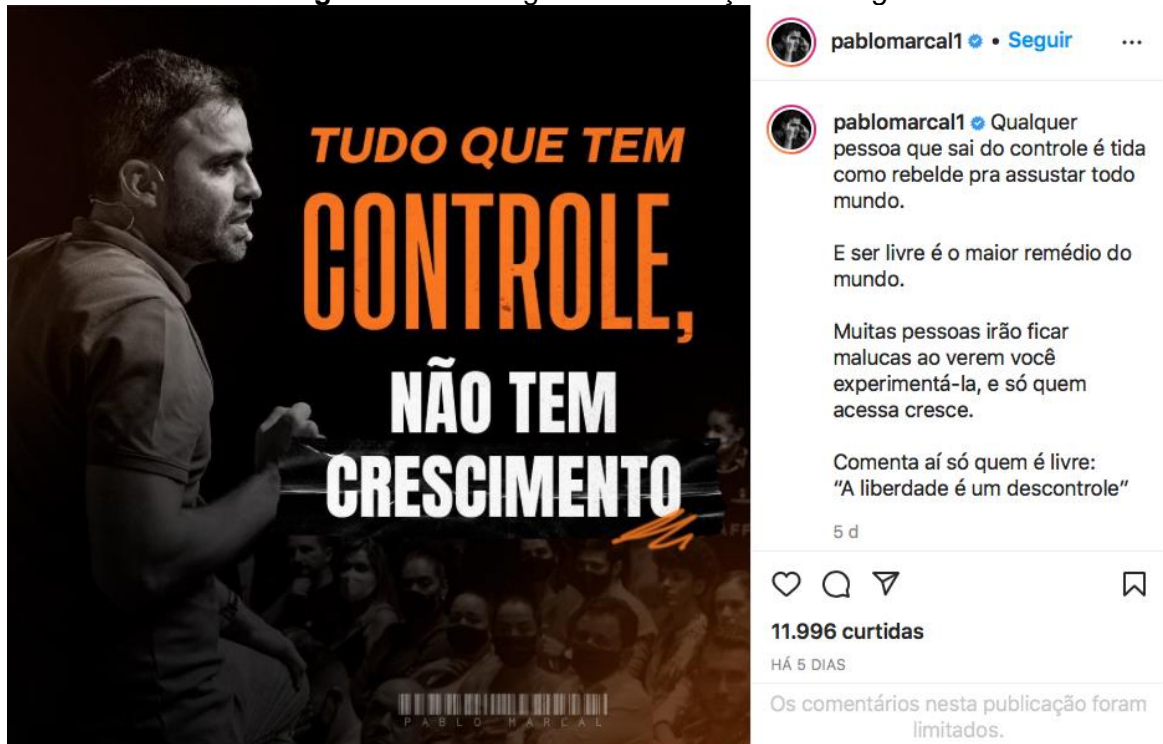 TUDO QUE TEM
CONTROLE,
NÃO TEM
CRESCIMENTO
PABLO MARCAL
pablomarcal1 • Seguir
pablomarcal1 Qualquer
pessoa que sai do controle é tida
como rebelde pra assustar todo
mundo.
E ser livre é o maior remédio do
mundo.
Muitas pessoas irão ficar
malucas ao verem você
experimentá-la, e só quem
acessa cresce.
Comenta aí só quem é livre:
“A liberdade é um descontrole”
5 d
11.996 curtidas
HÁ 5 DIAS
Os comentários nesta publicação foram
limitados.